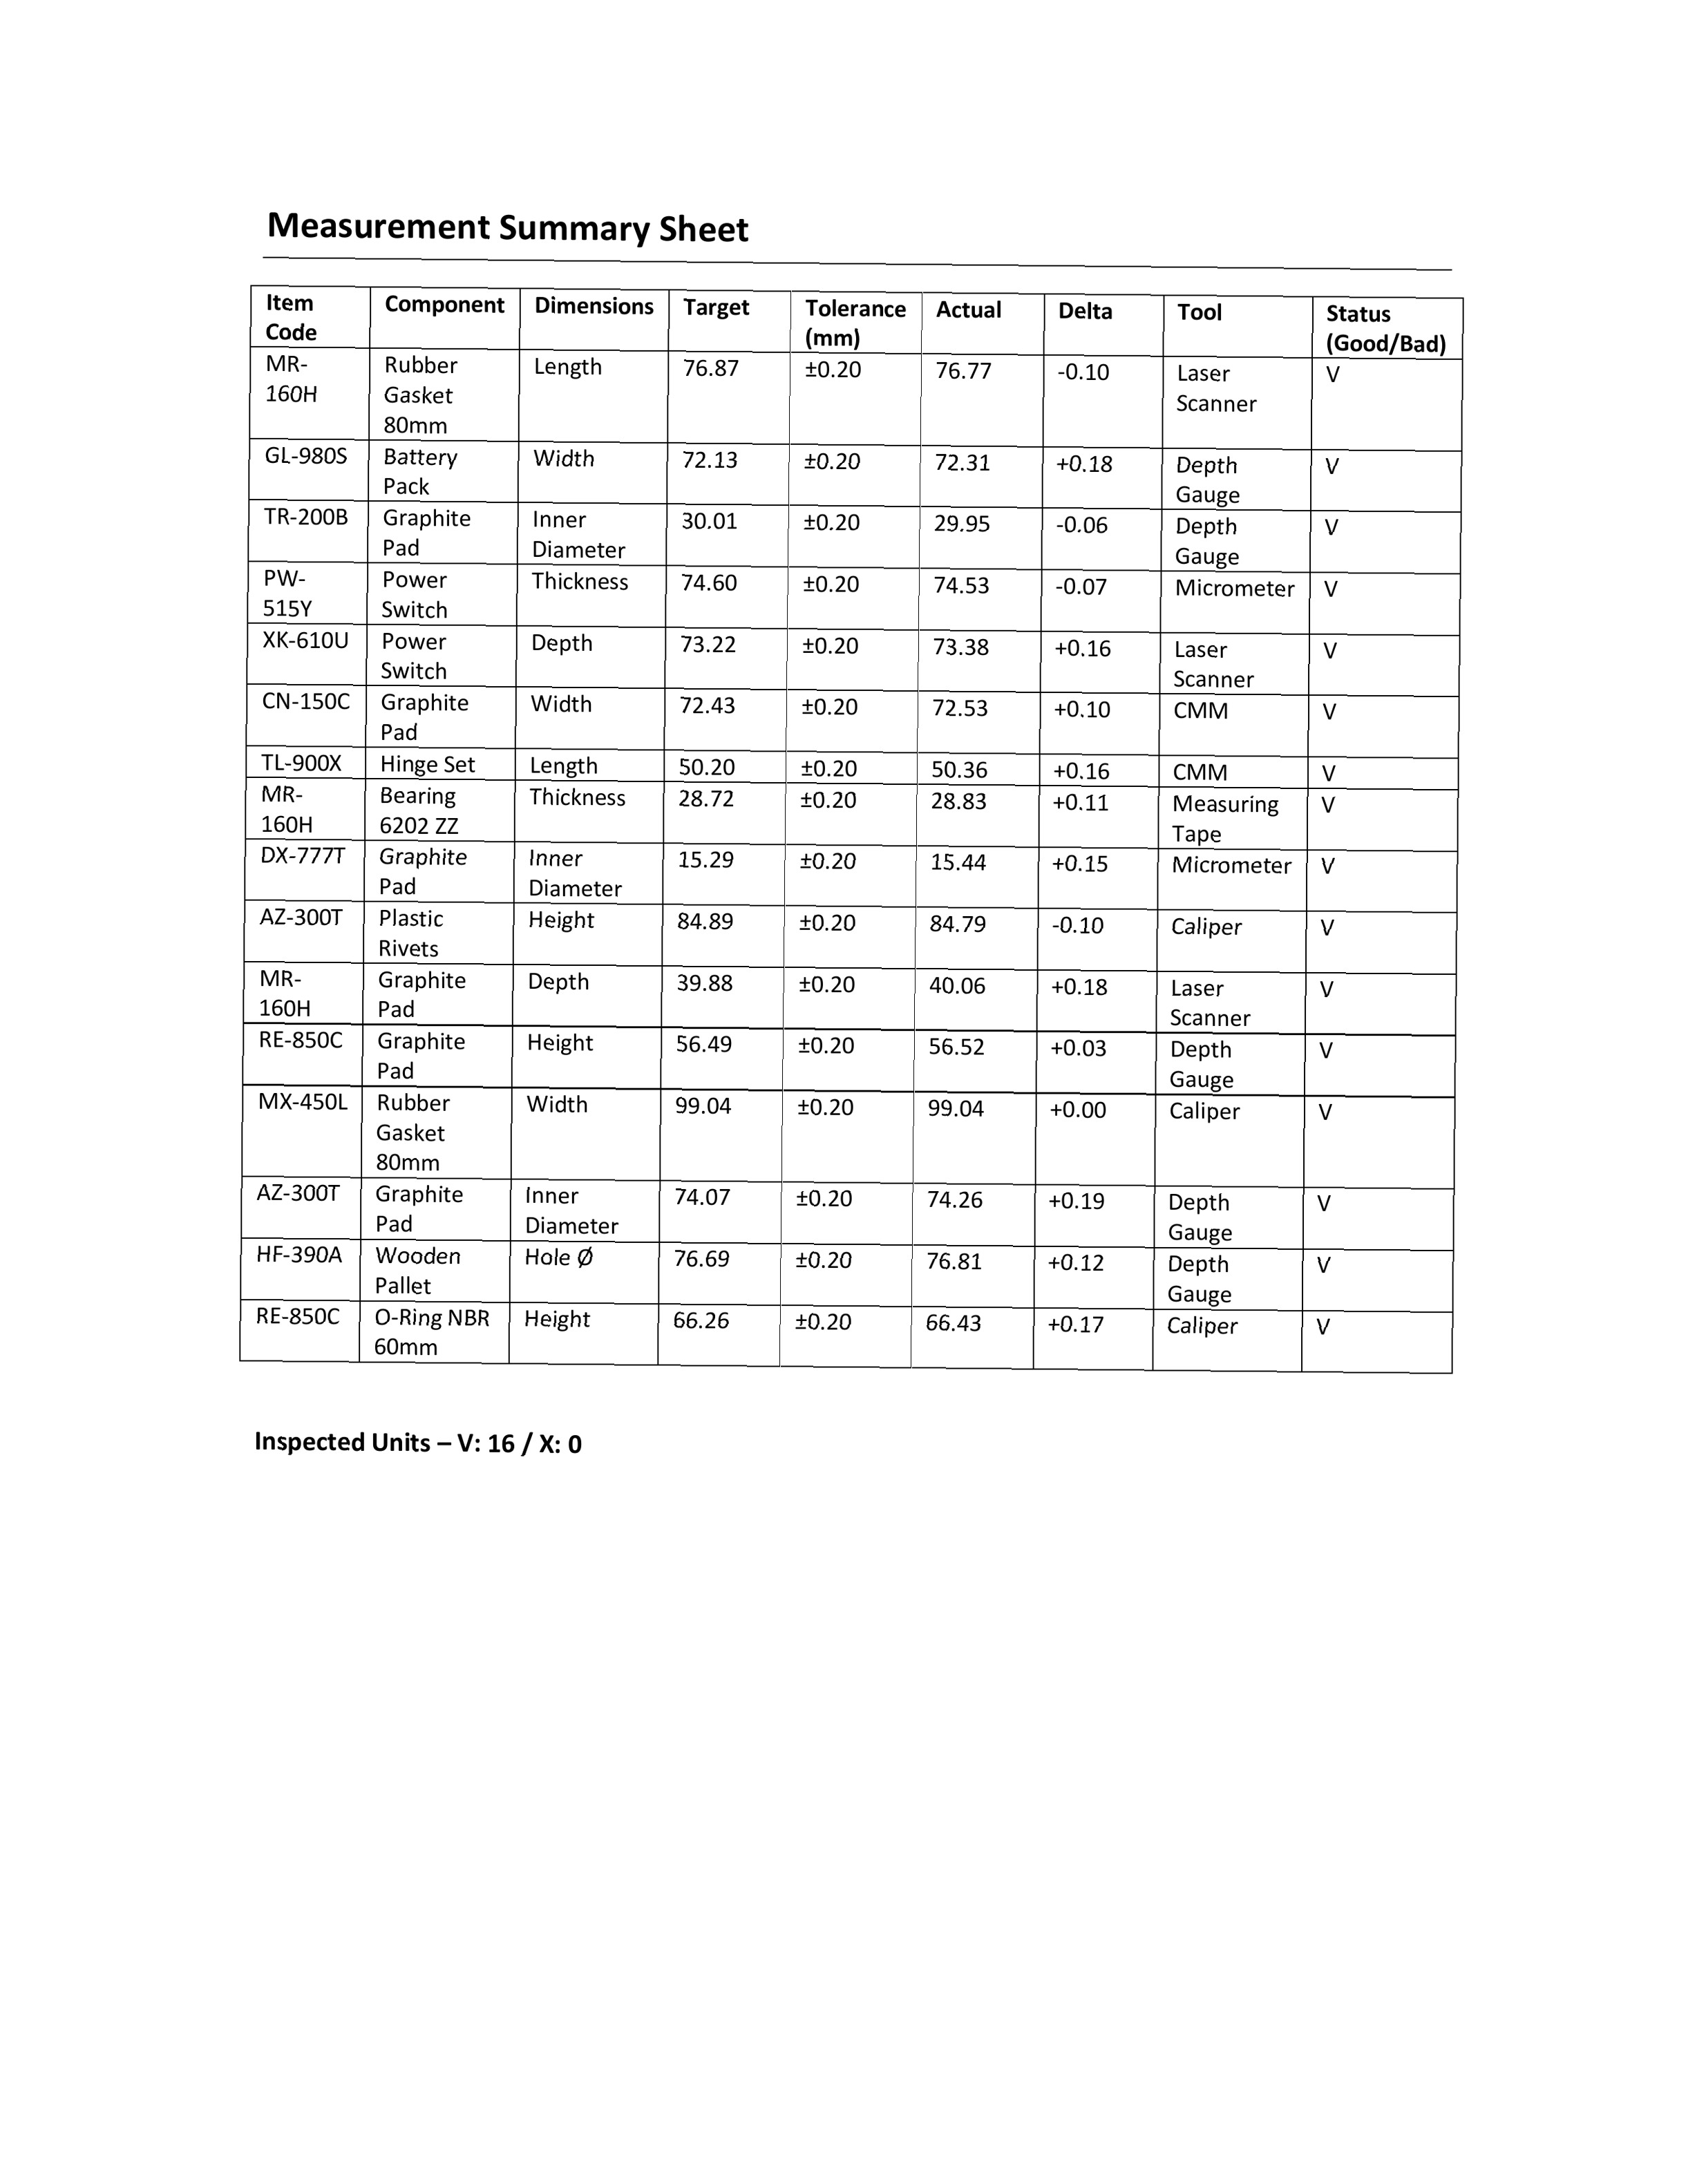 Measurement Summary Sheet
Item Code | Component | Dimensions | Target | Tolerance (mm) | Actual | Delta | Tool | Status (Good/Bad)
MR-160H | Rubber Gasket 80mm | Length | 76.87 | ±0.20 | 76.77 | -0.10 | Laser Scanner | V
GL-980S | Battery Pack | Width | 72.13 | ±0.20 | 72.31 | +0.18 | Depth Gauge | V
TR-200B | Graphite Pad | Inner Diameter | 30.01 | ±0.20 | 29.95 | -0.06 | Depth Gauge | V
PW-515Y | Power Switch | Thickness | 74.60 | ±0.20 | 74.53 | -0.07 | Micrometer | V
XK-610U | Power Switch | Depth | 73.22 | ±0.20 | 73.38 | +0.16 | Laser Scanner | V
CN-150C | Graphite Pad | Width | 72.43 | ±0.20 | 72.53 | +0.10 | CMM | V
TL-900X | Hinge Set | Length | 50.20 | ±0.20 | 50.36 | +0.16 | CMM | V
MR-160H | Bearing 6202 ZZ | Thickness | 28.72 | ±0.20 | 28.83 | +0.11 | Measuring Tape | V
DX-777T | Graphite Pad | Inner Diameter | 15.29 | ±0.20 | 15.44 | +0.15 | Micrometer | V
AZ-300T | Plastic Rivets | Height | 84.89 | ±0.20 | 84.79 | -0.10 | Caliper | V
MR-160H | Graphite Pad | Depth | 39.88 | ±0.20 | 40.06 | +0.18 | Laser Scanner | V
RE-850C | Graphite Pad | Height | 56.49 | ±0.20 | 56.52 | +0.03 | Depth Gauge | V
MX-450L | Rubber Gasket 80mm | Width | 99.04 | ±0.20 | 99.04 | +0.00 | Caliper | V
AZ-300T | Graphite Pad | Inner Diameter | 74.07 | ±0.20 | 74.26 | +0.19 | Depth Gauge | V
HF-390A | Wooden Pallet | Hole Ø | 76.69 | ±0.20 | 76.81 | +0.12 | Depth Gauge | V
RE-850C | O-Ring NBR 60mm | Height | 66.26 | ±0.20 | 66.43 | +0.17 | Caliper | V
Inspected Units – V: 16 / X: 0